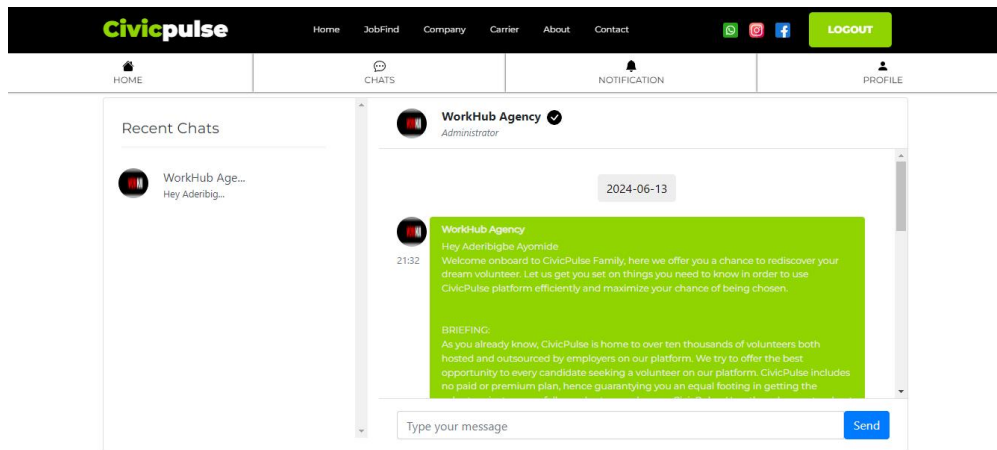 Civicpulse
Home JobFind Company Carrier About Contact
LOGOUT
HOME
CHATS
NOTIFICATION
PROFILE
Recent Chats
WorkHub Age...
Hey Aderibig...
WorkHub Agency
Administrator
2024-06-13
21:32
WorkHub Agency
Hey Aderibigbe Ayomide
Welcome onboard to CivicPulse Family, here we offer you a chance to rediscover your
dream volunteer. Let us get you set on things you need to know in order to use
CivicPulse platform efficiently and maximize your chance of being chosen.
BRIEFING:
As you already know, CivicPulse is home to over ten thousands of volunteers both
hosted and outsourced by employers on our platform. We try to offer the best
opportunity to every candidate seeking a volunteer on our platform. CivicPulse includes
no paid or premium plan, hence guarantying you an equal footing in getting the
Type your message
Send